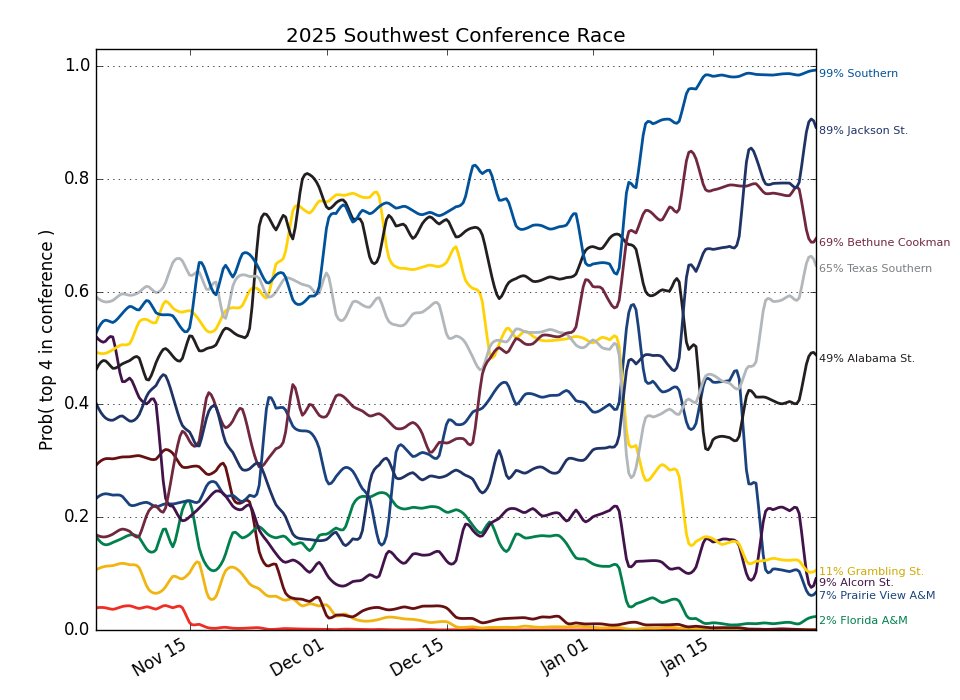 2025 Southwest Conference Race
Prob( top 4 in conference )
1.0
0.8
0.6
0.4
0.2
0.0
Nov 15
Dec 01
Dec 15
Jan 01
Jan 15
99% Southern
89% Jackson St.
69% Bethune Cookman
65% Texas Southern
49% Alabama St.
11% Grambling St.
9% Alcorn St.
7% Prairie View A&M
2% Florida A&M